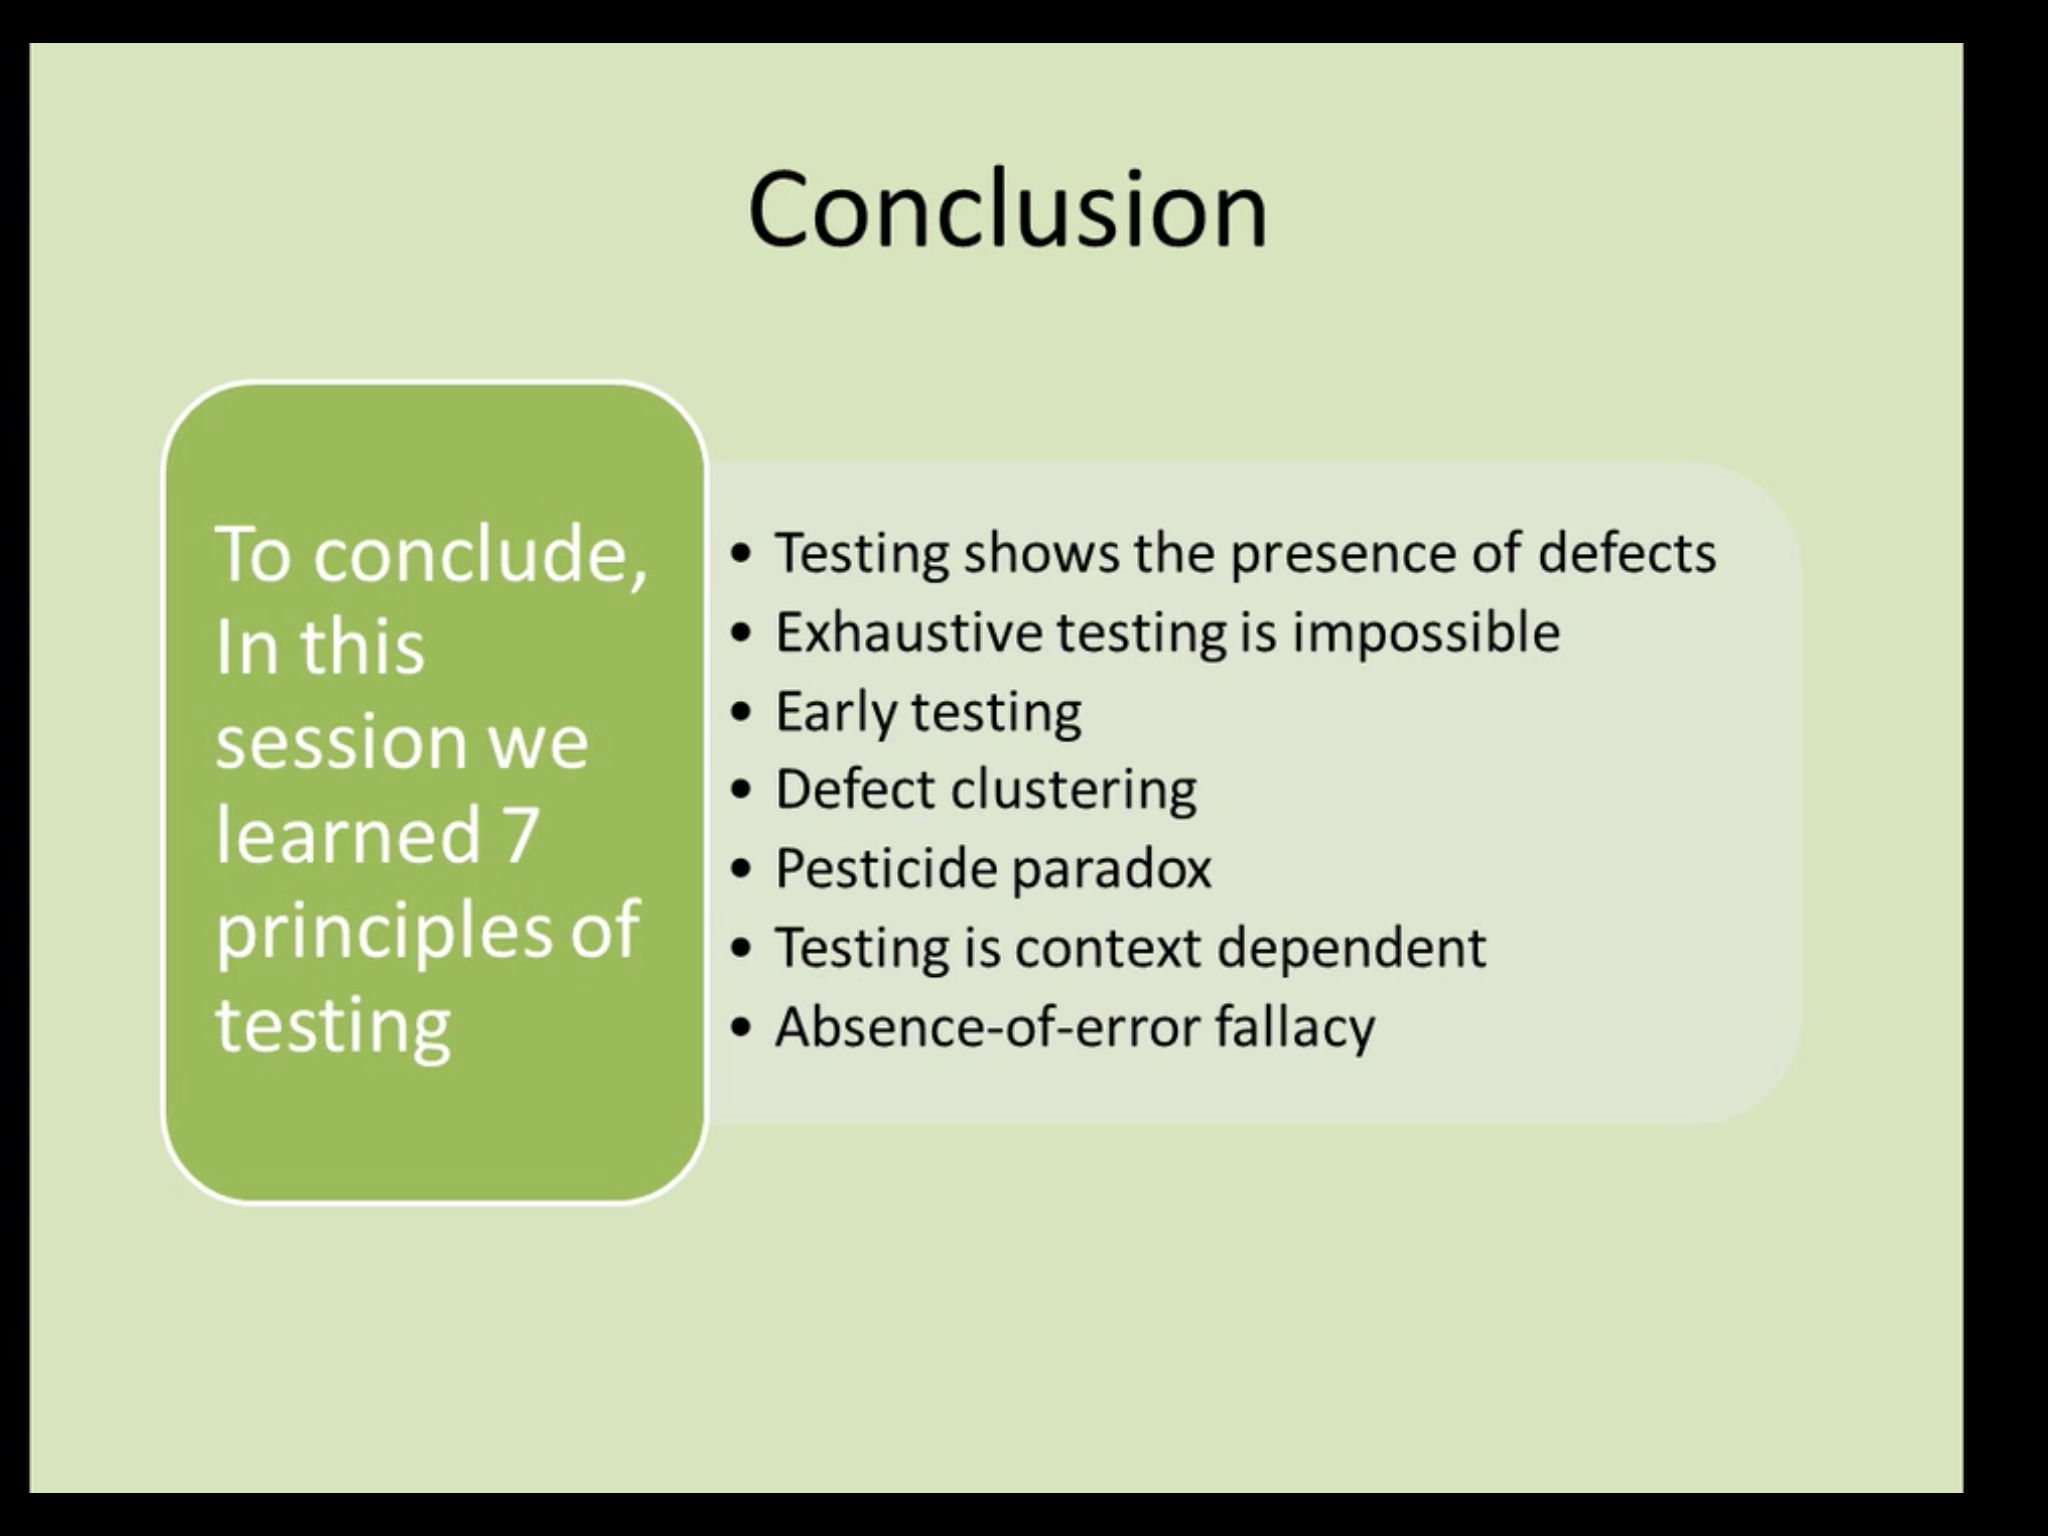 Conclusion
To conclude,
In this
session we
learned 7
principles of
testing
• Testing shows the presence of defects
• Exhaustive testing is impossible
• Early testing
• Defect clustering
• Pesticide paradox
• Testing is context dependent
• Absence-of-error fallacy